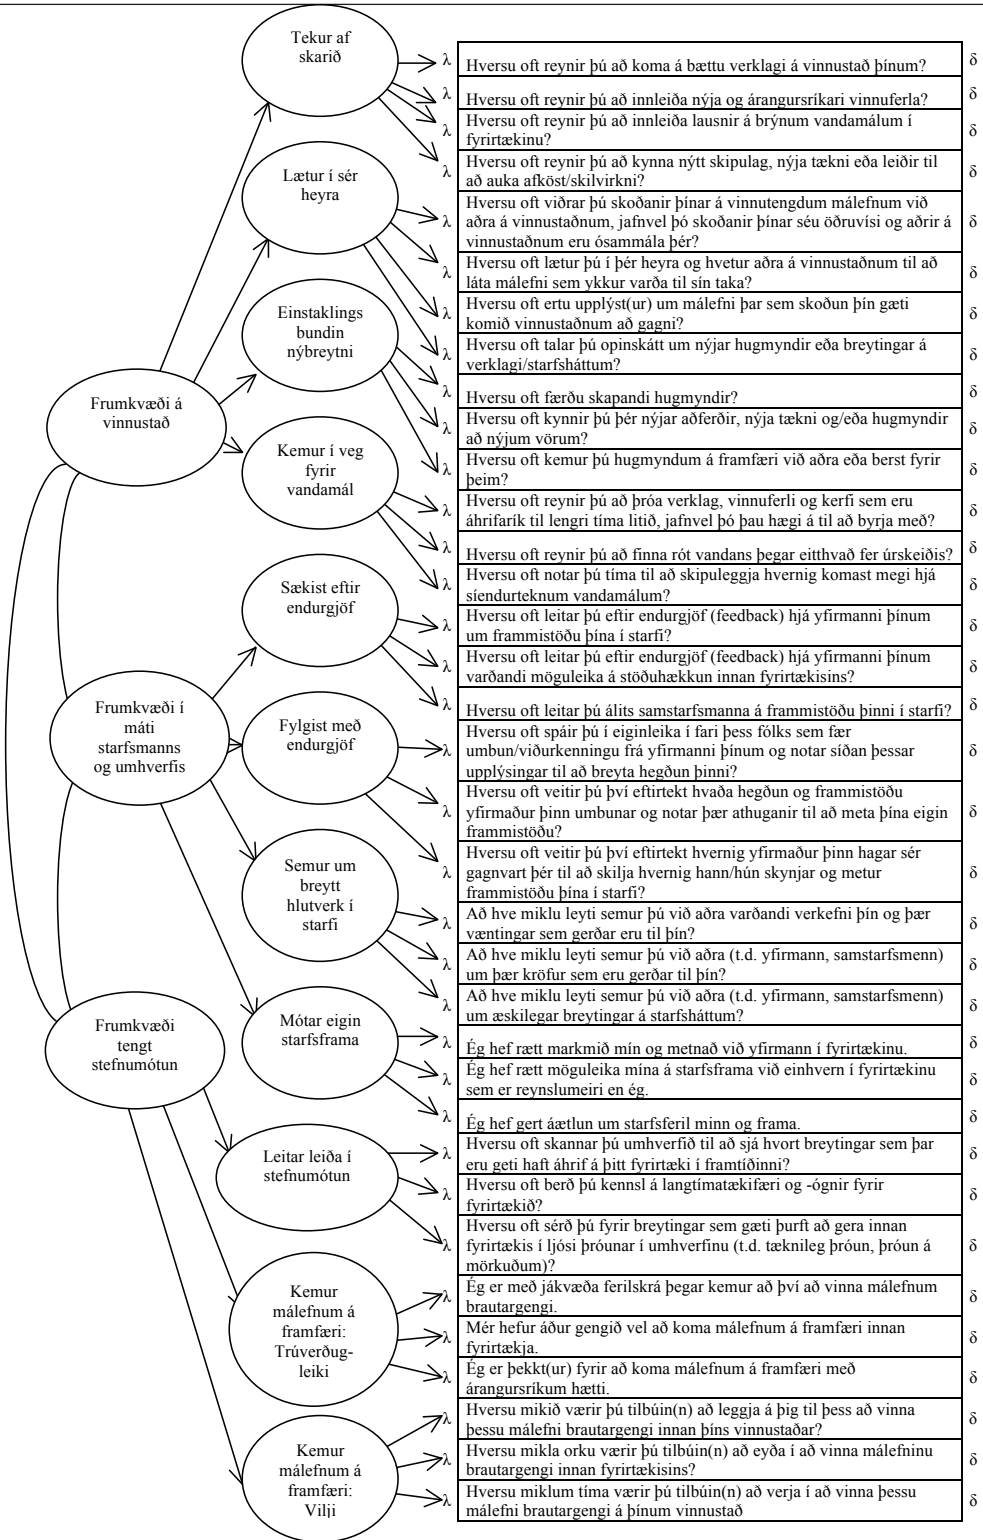 Tekur af
skarið
Lætur í sér
heyra
Einstaklings
bundin
nýbreytni
Frumkvæði á
vinnustað
Kemur í veg
fyrir
vandamál
Sækist eftir
endurgjöf
Frumkvæði í
máti
starfsmanns
og umhverfis
Fylgist með
endurgjöf
Semur um
breytt
hlutverk í
starfi
Frumkvæði
tengt
stefnumótun
Mótar eigin
starfsframa
Leitar leiða í
stefnumótun
Kemur
málefnum á
framfæri:
Trúverðug-
leiki
Kemur
málefnum á
framfæri:
Vilji
λ Hversu oft reynir þú að koma á bættu verklagi á vinnustað þínum? δ
λ Hversu oft reynir þú að innleiða nýja og árangursríkari vinnuferla? δ
λ Hversu oft reynir þú að innleiða lausnir á brýnum vandamálum í δ
fyrirtækinu?
λ Hversu oft reynir þú að kynna nýtt skipulag, nýja tækni eða leiðir til δ
að auka afköst/skilvirkni?
Hversu oft viðrar þú skoðanir þínar á vinnutengdum málefnum við
λ aðra á vinnustaðnum, jafnvel þó skoðanir þínar séu öðruvísi og aðrir á δ
vinnustaðnum eru ósammála þér?
λ Hversu oft lætur þú í þér heyra og hvetur aðra á vinnustaðnum til að δ
láta málefni sem ykkur varða til sín taka?
λ Hversu oft ertu upplýst(ur) um málefni þar sem skoðun þín gæti δ
komið vinnustaðnum að gagni?
λ Hversu oft talar þú opinskátt um nýjar hugmyndir eða breytingar á δ
verklagi/starfsháttum?
λ Hversu oft færðu skapandi hugmyndir? δ
λ Hversu oft kynnir þú þér nýjar aðferðir, nýja tækni og/eða hugmyndir δ
að nýjum vörum?
λ Hversu oft kemur þú hugmyndum á framfæri við aðra eða berst fyrir δ
þeim?
λ Hversu oft reynir þú að þróa verklag, vinnuferli og kerfi sem eru δ
áhrifarík til lengri tíma litið, jafnvel þó þau hægi á til að byrja með?
λ Hversu oft reynir þú að finna rót vandans þegar eitthvað fer úrskeiðis? δ
λ Hversu oft notar þú tíma til að skipuleggja hvernig komast megi hjá δ
síendurteknum vandamálum?
λ Hversu oft leitar þú eftir endurgjöf (feedback) hjá yfirmanni þínum δ
um frammistöðu þína í starfi?
λ Hversu oft leitar þú eftir endurgjöf (feedback) hjá yfirmanni þínum δ
varðandi möguleika á stöðuhækkun innan fyrirtækisins?
λ Hversu oft leitar þú álits samstarfsmanna á frammistöðu þinni í starfi? δ
Hversu oft spáir þú í eiginleika í fari þess fólks sem fær
λ umbun/viðurkenningu frá yfirmanni þínum og notar síðan þessar δ
upplýsingar til að breyta hegðun þinni?
Hversu oft veitir þú því eftirtekt hvaða hegðun og frammistöðu
λ yfirmaður þinn umbunar og notar þær athuganir til að meta þína eigin δ
frammistöðu?
Hversu oft veitir þú því eftirtekt hvernig yfirmaður þinn hagar sér
λ gagnvart þér til að skilja hvernig hann/hún skynjar og metur δ
frammistöðu þína í starfi?
λ Að hve miklu leyti semur þú við aðra varðandi verkefni þín og þær δ
væntingar sem gerðar eru til þín?
λ Að hve miklu leyti semur þú við aðra (t.d. yfirmann, samstarfsmenn) δ
um þær kröfur sem eru gerðar til þín?
λ Að hve miklu leyti semur þú við aðra (t.d. yfirmann, samstarfsmenn) δ
um æskilegar breytingar á starfsháttum?
λ Ég hef rætt markmið mín og metnað við yfirmann í fyrirtækinu. δ
λ Ég hef rætt möguleika mína á starfsframa við einhvern í fyrirtækinu δ
sem er reynslumeiri en ég.
λ Ég hef gert áætlun um starfsferil minn og frama. δ
λ Hversu oft skannar þú umhverfið til að sjá hvort breytingar sem þar δ
eru geti haft áhrif á þitt fyrirtæki í framtíðinni?
λ Hversu oft berð þú kennsl á langtímatækifæri og -ógnir fyrir δ
fyrirtækið?
Hversu oft sérð þú fyrir breytingar sem gæti þurft að gera innan
λ fyrirtækis í ljósi þróunar í umhverfinu (t.d. tæknileg þróun, þróun á δ
mörkuðum)?
λ Ég er með jákvæða ferilskrá þegar kemur að því að vinna málefnum δ
brautargengi.
λ Mér hefur áður gengið vel að koma málefnum á framfæri innan δ
fyrirtækja.
λ Ég er þekkt(ur) fyrir að koma málefnum á framfæri með δ
árangursríkum hætti.
λ Hversu mikið værir þú tilbúin(n) að leggja á þig til þess að vinna δ
þessu málefni brautargengi innan þíns vinnustaðar?
λ Hversu mikla orku værir þú tilbúin(n) að eyða í að vinna málefninu δ
brautargengi innan fyrirtækisins?
λ Hversu miklum tíma værir þú tilbúin(n) að verja í að vinna þessu δ
málefni brautargengi á þínum vinnustað